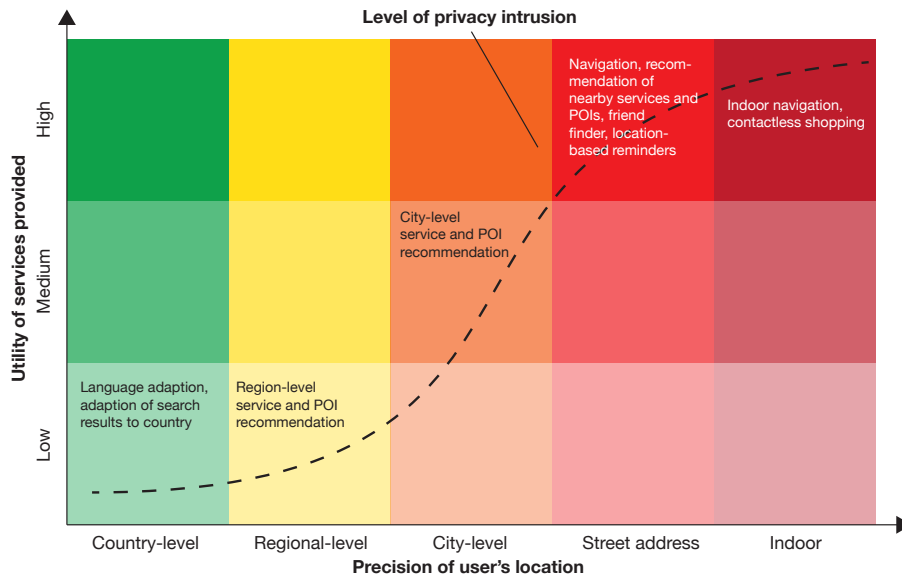 Level of privacy intrusion
Utility of services provided
High
Medium
Low
Navigation, recom-
mendation of
nearby services and
POIs, friend
finder, location-
based reminders
Indoor navigation,
contactless shopping
City-level
service and POI
recommendation
Language adaption,
adaption of search
results to country
Region-level
service and POI
recommendation
Country-level
Regional-level
City-level
Street address
Indoor
Precision of user's location